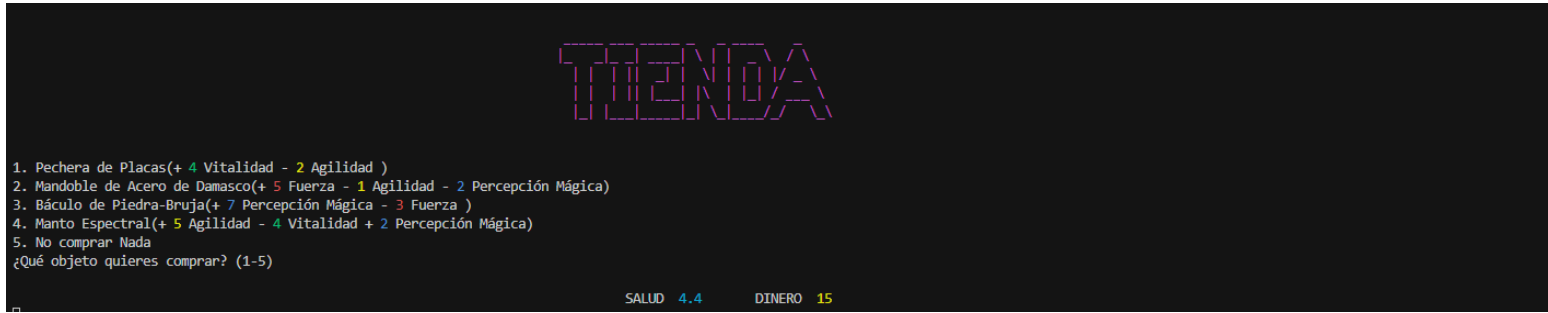 TIENDA
1. Pechera de Placas(+ 4 Vitalidad - 2 Agilidad )
2. Mandoble de Acero de Damasco(+ 5 Fuerza - 1 Agilidad - 2 Percepción Mágica)
3. Báculo de Piedra-Bruja(+ 7 Percepción Mágica - 3 Fuerza )
4. Manto Espectral(+ 5 Agilidad - 4 Vitalidad + 2 Percepción Mágica)
5. No comprar Nada
¿Qué objeto quieres comprar? (1-5)
SALUD 4.4 DINERO 15